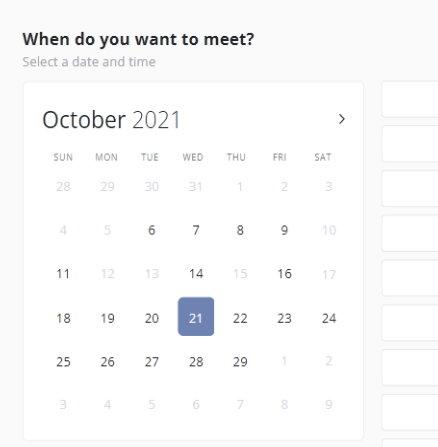 When do you want to meet?
Select a date and time
October 2021
SUN MON TUE WED THU FRI SAT
28 29 30 31 1 2 3
4 5 6 7 8 9 10
11 12 13 14 15 16 17
18 19 20 21 22 23 24
25 26 27 28 29 1 2
3 4 5 6 7 8 9